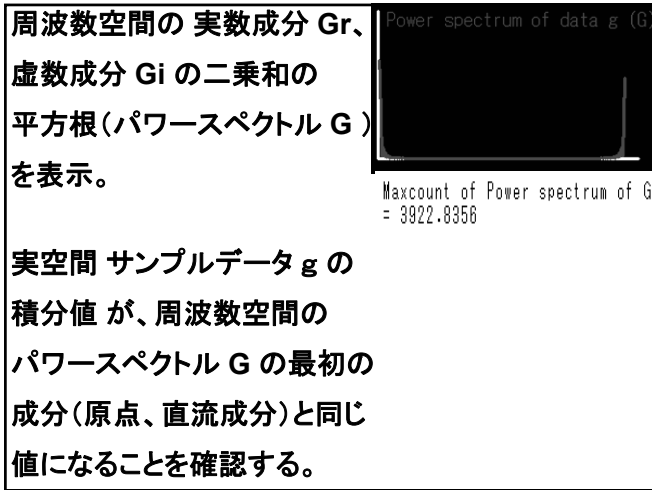 周波数空間の 実数成分 Gr、
虚数成分 Gi の二乗和の
平方根(パワースペクトル G )
を表示。
実空間 サンプルデータ g の
積分値 が、周波数空間の
パワースペクトル G の最初の
成分(原点、直流成分)と同じ
値になることを確認する。
Power spectrum of data g (G)
Maxcount of Power spectrum of G
= 3922.8356